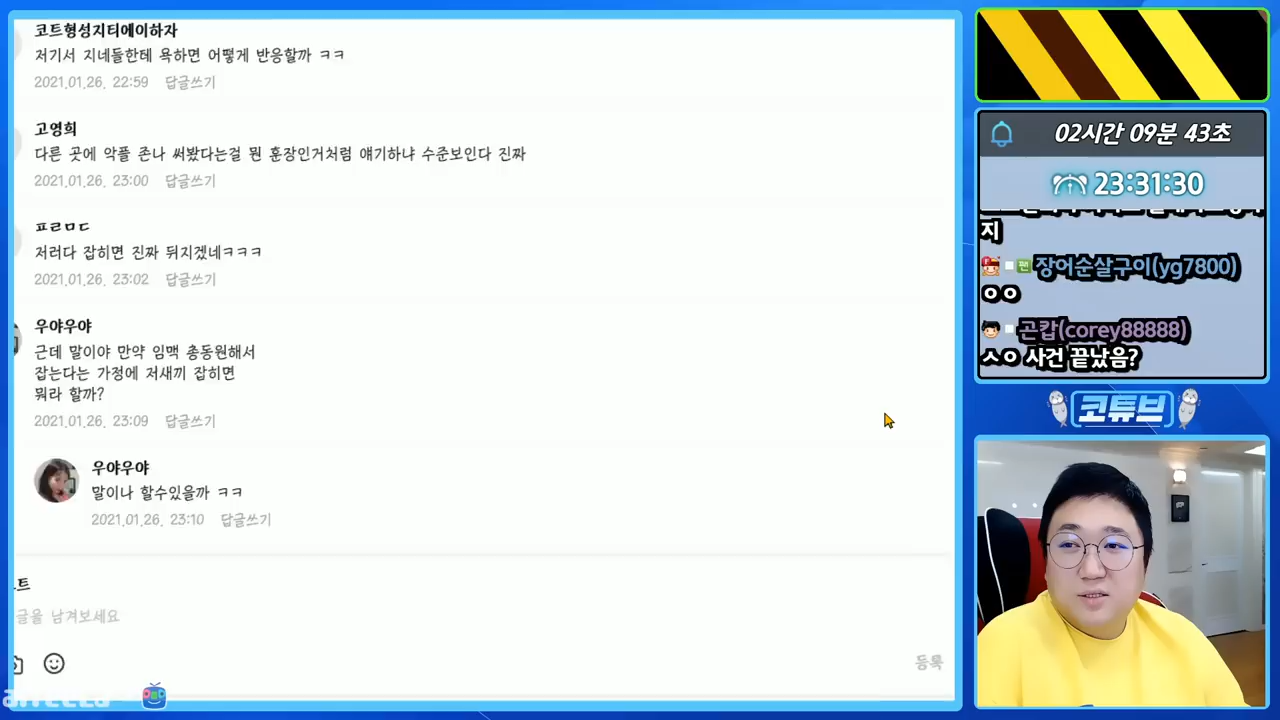 코트형성지티에이하자
저기서 지네들한테 욕하면 어떻게 반응할까 ㅋㅋ
2021.01.26. 22:59 답글쓰기
고영희
다른 곳에 악플 존나 써봤다는걸 뭔 훈장인거처럼 얘기하냐 수준보인다 진짜
2021.01.26. 23:00 답글쓰기
ㅍㄹㅁㄷ
저러다 잡히면 진짜 뒤지겠네ㅋㅋㅋ
2021.01.26. 23:02 답글쓰기
우야우야
근데 말이야 만약 임맥 총동원해서
잡는다는 가정에 저새끼 잡히면
뭐라 할까?
2021.01.26. 23:09 답글쓰기
우야우야
말이나 할수있을까 ㅋㅋ
2021.01.26. 23:10 답글쓰기
트
글을 남겨보세요
등록
02시간 09분 43초
23:31:30
지
팬 장어순살구이(yg7800)
ㅇㅇ
곤캅(corey88888)
ㅅㅇ 사건 끝났음?
코튜브